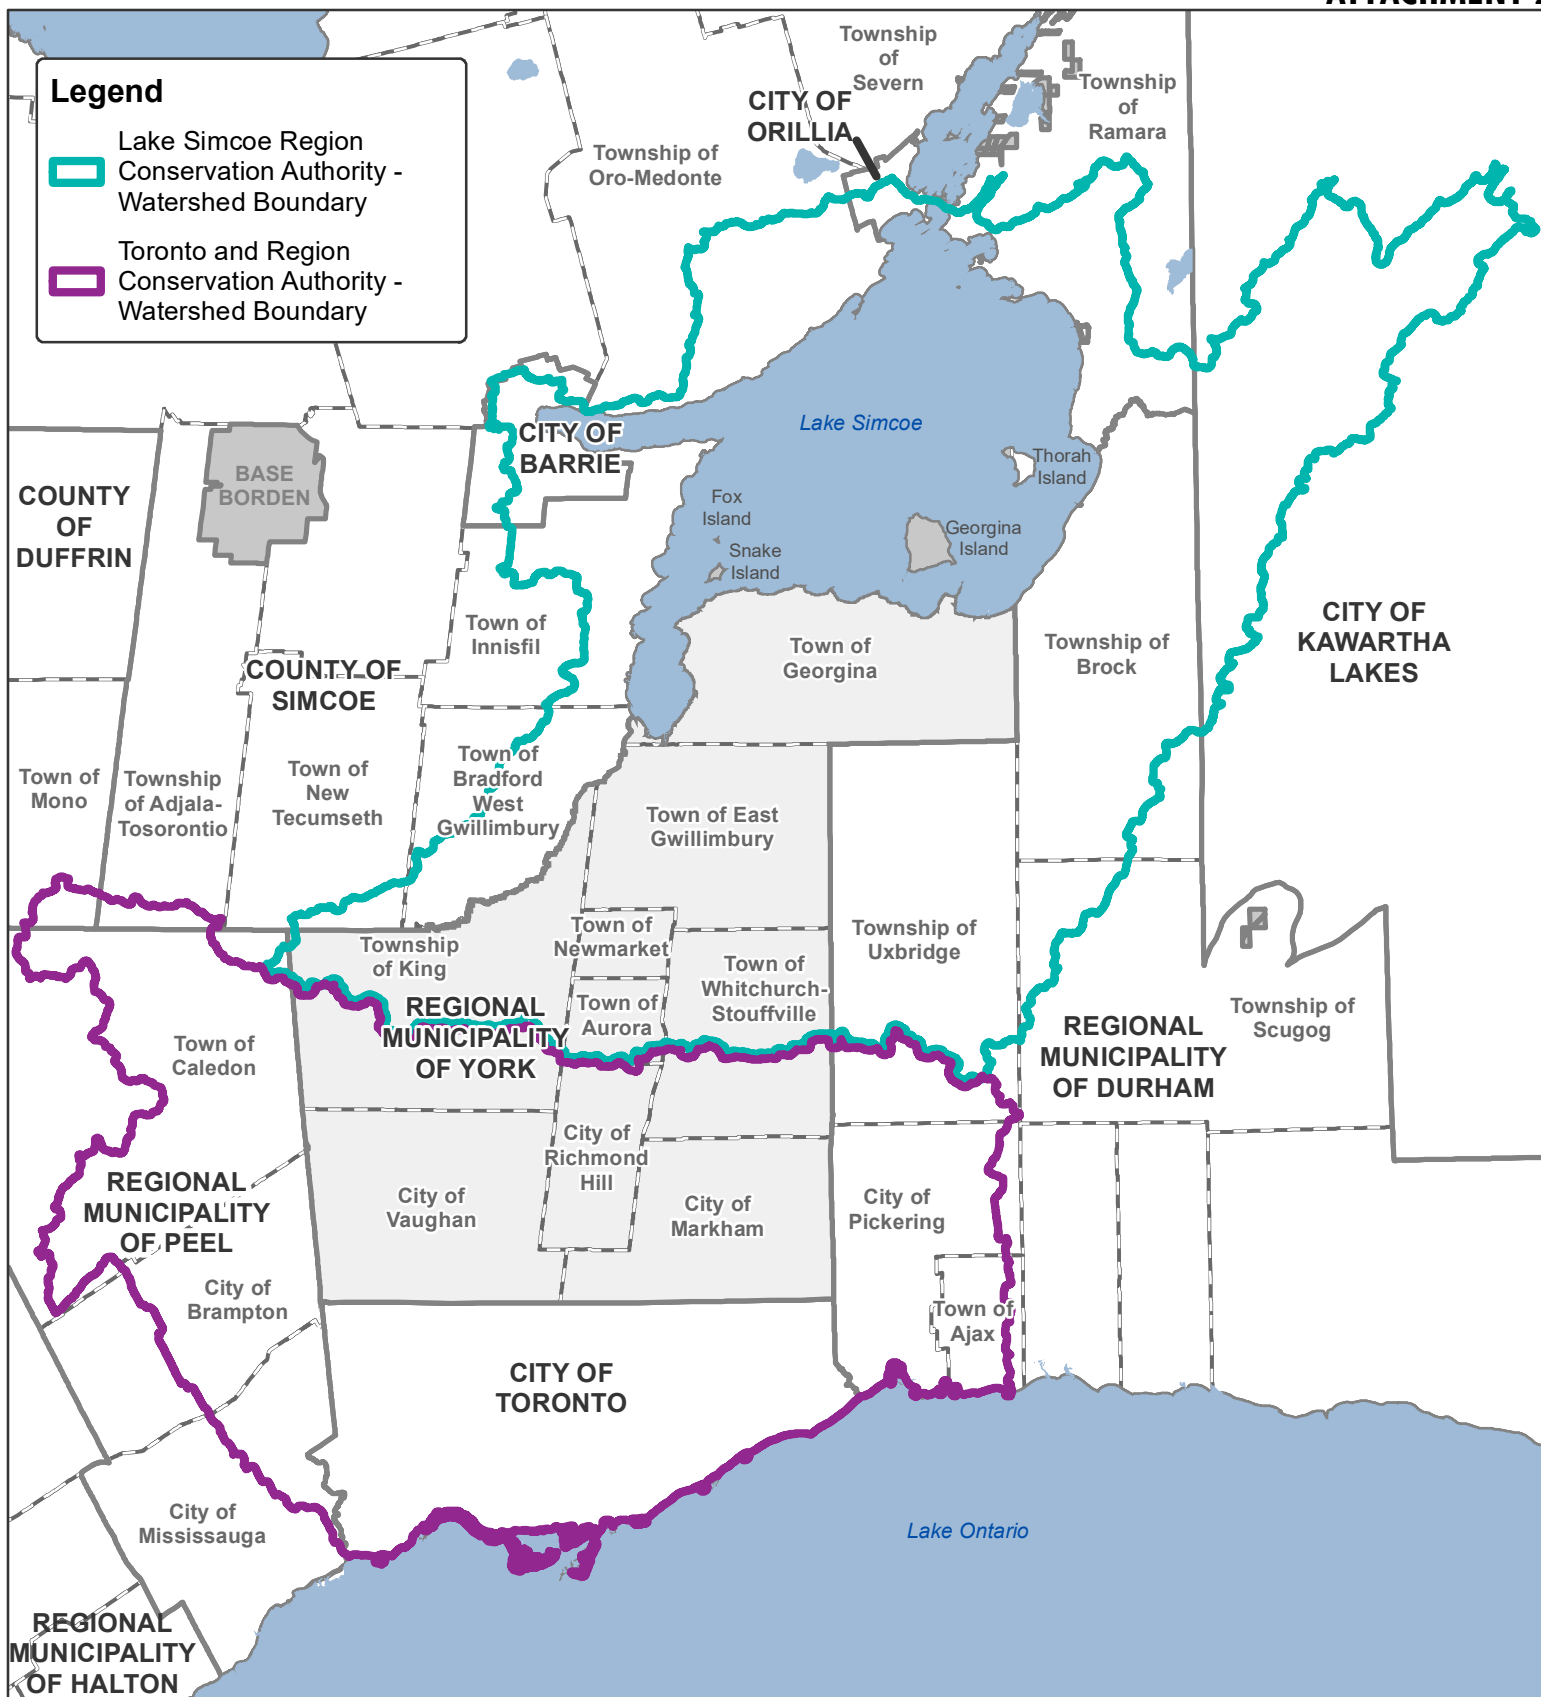 Legend
Lake Simcoe Region
Conservation Authority -
Watershed Boundary
Toronto and Region
Conservation Authority -
Watershed Boundary
Township
of
Severn
CITY OF
ORILLIA
Township
of
Ramara
Township of
Oro-Medonte
Lake Simcoe
CITY OF
BARRIE
Thorah
Island
BASE
BORDEN
COUNTY
OF
DUFFRIN
Fox
Island
Georgina
Island
Snake
Island
Town of
Innisfil
Town of
Georgina
Township of
Brock
CITY OF
KAWARTHA
LAKES
COUNTY OF
SIMCOE
Town of
Mono
Township
of Adjala-
Tosorontio
Town of
New
Tecumseth
Town of
Bradford
West
Gwillimbury
Town of East
Gwillimbury
Township
of King
Town of
Newmarket
Township of
Uxbridge
Town of
Whitchurch-
Stouffville
Town of
Aurora
REGIONAL
MUNICIPALITY
OF YORK
Township of
Scugog
REGIONAL
MUNICIPALITY
OF DURHAM
Town of
Caledon
City of
Richmond
Hill
REGIONAL
MUNICIPALITY
OF PEEL
City of
Vaughan
City of
Markham
City of
Pickering
City of
Brampton
Town of
Ajax
CITY OF
TORONTO
City of
Mississauga
Lake Ontario
REGIONAL
MUNICIPALITY
OF HALTON